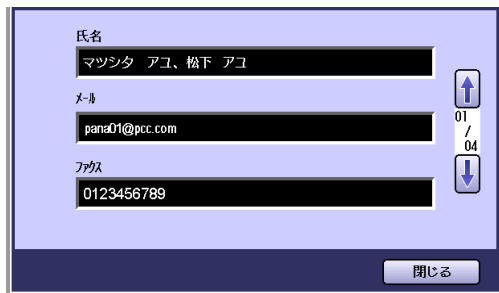 氏名
マツシタ アユ、松下 アユ
メール
pana01@pcc.com
ファクス
0123456789
01
/
04
閉じる